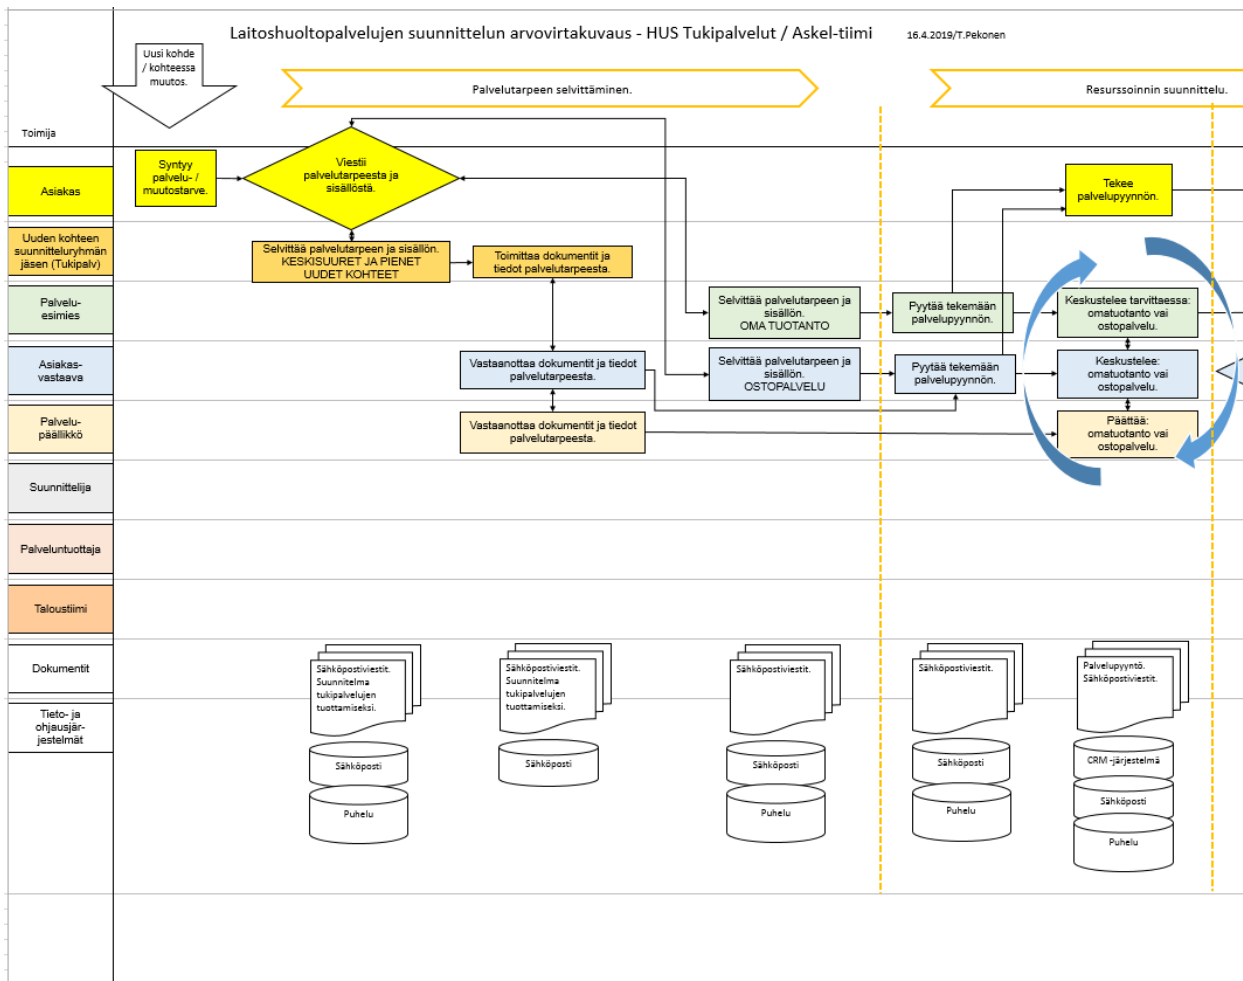 Laitoshuoltopalvelujen suunnittelun arvovirtakuvaus - HUS Tukipalvelut / Askel-tiimi
16.4.2019/T.Pekonen
Uusi kohde
/ kohteessa
muutos.
Palvelutarpeen selvittäminen.
Resurssoinnin suunnittelu.
Toimija
Asiakas
Syntyy
palvelu- /
muutostarve.
Viestii
palvelutarpeesta ja
sisällöstä.
Tekee
palvelupyynnön.
Uuden kohteen
suunnitteluryhmän
jäsen (Tukipalv)
Selvittää palvelutarpeen ja sisällön.
KESKISUURET JA PIENET
UUDET KOHTEET
Toimittaa dokumentit ja
tiedot palvelutarpeesta.
Palvelu-
esimies
Selvittää palvelutarpeen ja
sisällön.
OMA TUOTANTO
Pyytää tekemään
palvelupyynnön.
Keskustelee tarvittaessa:
omatuotanto vai
ostopalvelu.
Asiakas-
vastaava
Vastaanottaa dokumentit ja tiedot
palvelutarpeesta.
Selvittää palvelutarpeen ja
sisällön.
OSTOPALVELU
Pyytää tekemään
palvelupyynnön.
Keskustelee:
omatuotanto vai
ostopalvelu.
Palvelu-
päällikkö
Vastaanottaa dokumentit ja tiedot
palvelutarpeesta.
Päättää:
omatuotanto vai
ostopalvelu.
Suunnittelija
Palveluntuottaja
Taloustiimi
Dokumentit
Sähköpostiviestit.
Suunnitelma
tukipalvelujen
tuottamiseksi.
Sähköpostiviestit.
Suunnitelma
tukipalvelujen
tuottamiseksi.
Sähköpostiviestit.
Sähköpostiviestit.
Palvelupyyntö.
Sähköpostiviestit.
Tieto- ja
ohjausjär-
jestelmät
Sähköposti
Puhelu
Sähköposti
Sähköposti
Puhelu
Sähköposti
Puhelu
CRM -järjestelmä
Sähköposti
Puhelu